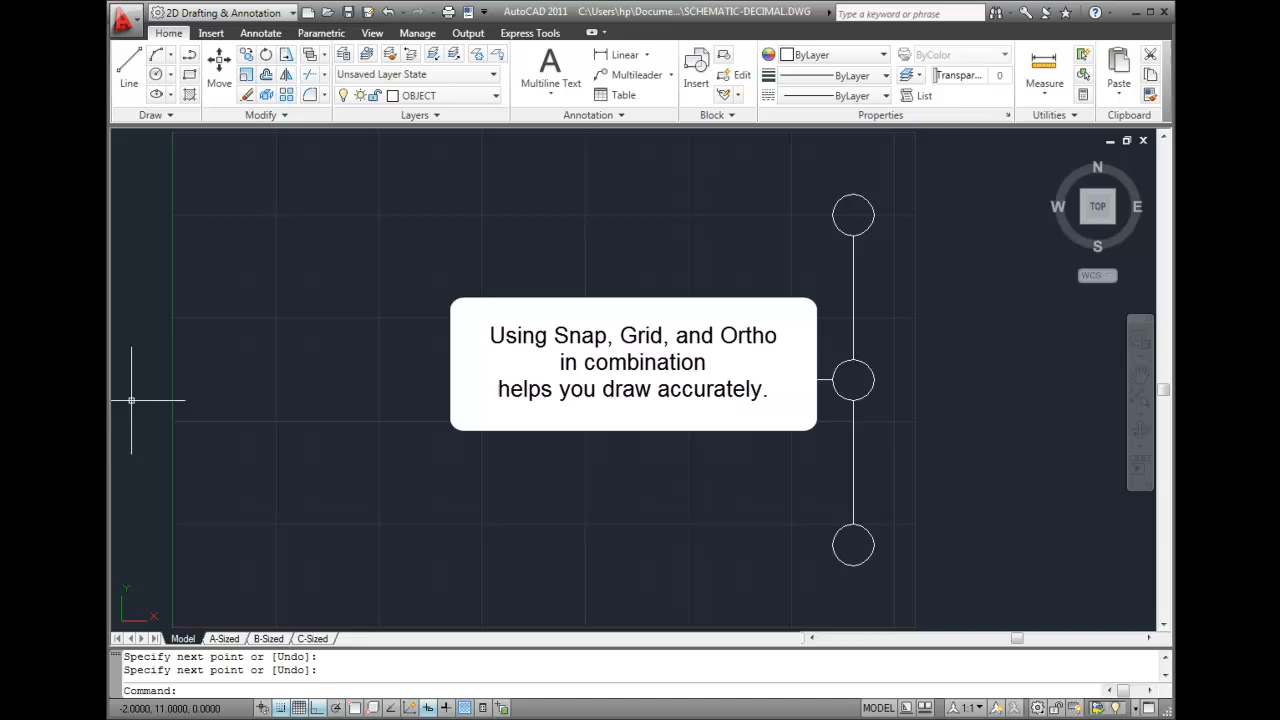 2D Drafting & Annotation
AutoCAD 2011 C:\Users\hp\Docume...\SCHEMATIC-DECIMAL.DWG
Type a keyword or phrase
Home Insert Annotate Parametric View Manage Output Express Tools
Line
Move
Unsaved Layer State
OBJECT
Multiline Text
Linear
Multileader
Table
Insert
Edit
ByLayer
ByLayer
ByLayer
ByColor
Transpar... 0
List
Measure
Paste
Draw Modify Layers Annotation Block Properties Utilities Clipboard
N
W TOP E
S
WCS
Using Snap, Grid, and Ortho
in combination
helps you draw accurately.
Y
X
Model A-Sized B-Sized C-Sized
Specify next point or [Undo]:
Specify next point or [Undo]:
Command:
-2.0000, 11.0000, 0.0000
MODEL
1:1